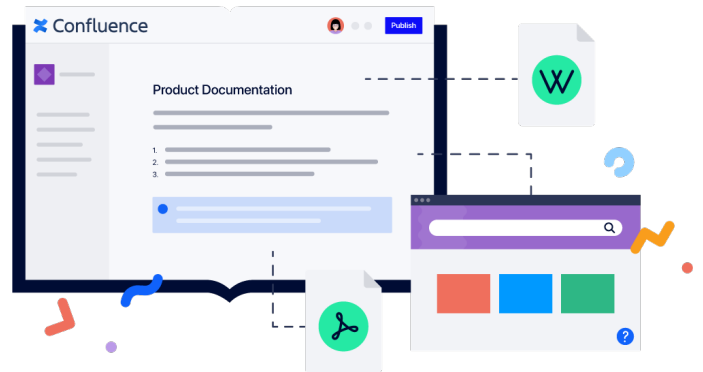 Confluence
Publish
Product Documentation
1.
2.
3.
W
?